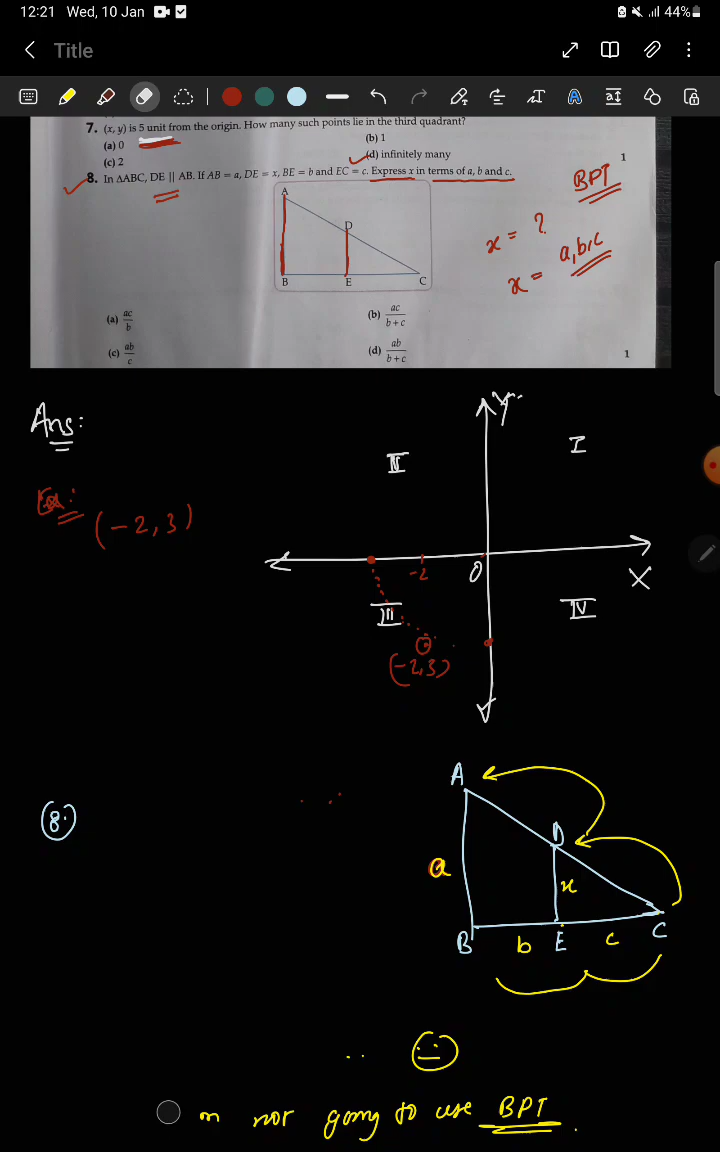 12:21 Wed, 10 Jan 44%
Title
7. (x, y) is 5 unit from the origin. How many such points lie in the third quadrant?
(a) 0 (b) 1
(c) 2 (d) infinitely many
1
8. In ΔABC, DE || AB. If AB = a, DE = x, BE = b and EC = c. Express x in terms of a, b and c.
BPT
A
D
B E C
x = ?
x = a,b,c
(a) ac/b (b) ac/b+c
(c) ab/c (d) ab/b+c
1
Ans:
Y
II I
(-2, 3)
-2 O X
III IV
(-2,3)
8.
A
D
a x
B b E c C
m not going to use BPT.